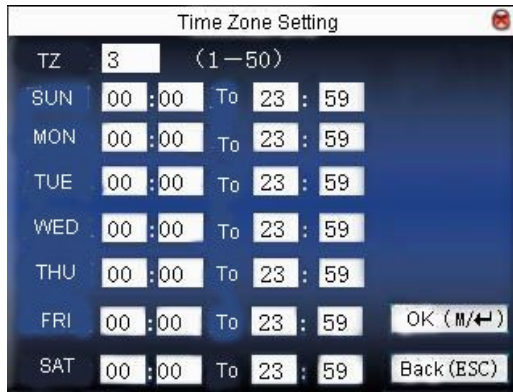 Time Zone Setting
TZ 3 (1—50)
SUN 00 :00 To 23 : 59
MON 00 :00 To 23 : 59
TUE 00 :00 To 23 : 59
WED 00 :00 To 23 : 59
THU 00 :00 To 23 : 59
FRI 00 :00 To 23 : 59 OK (M/↵)
SAT 00 :00 To 23 : 59 Back (ESC)